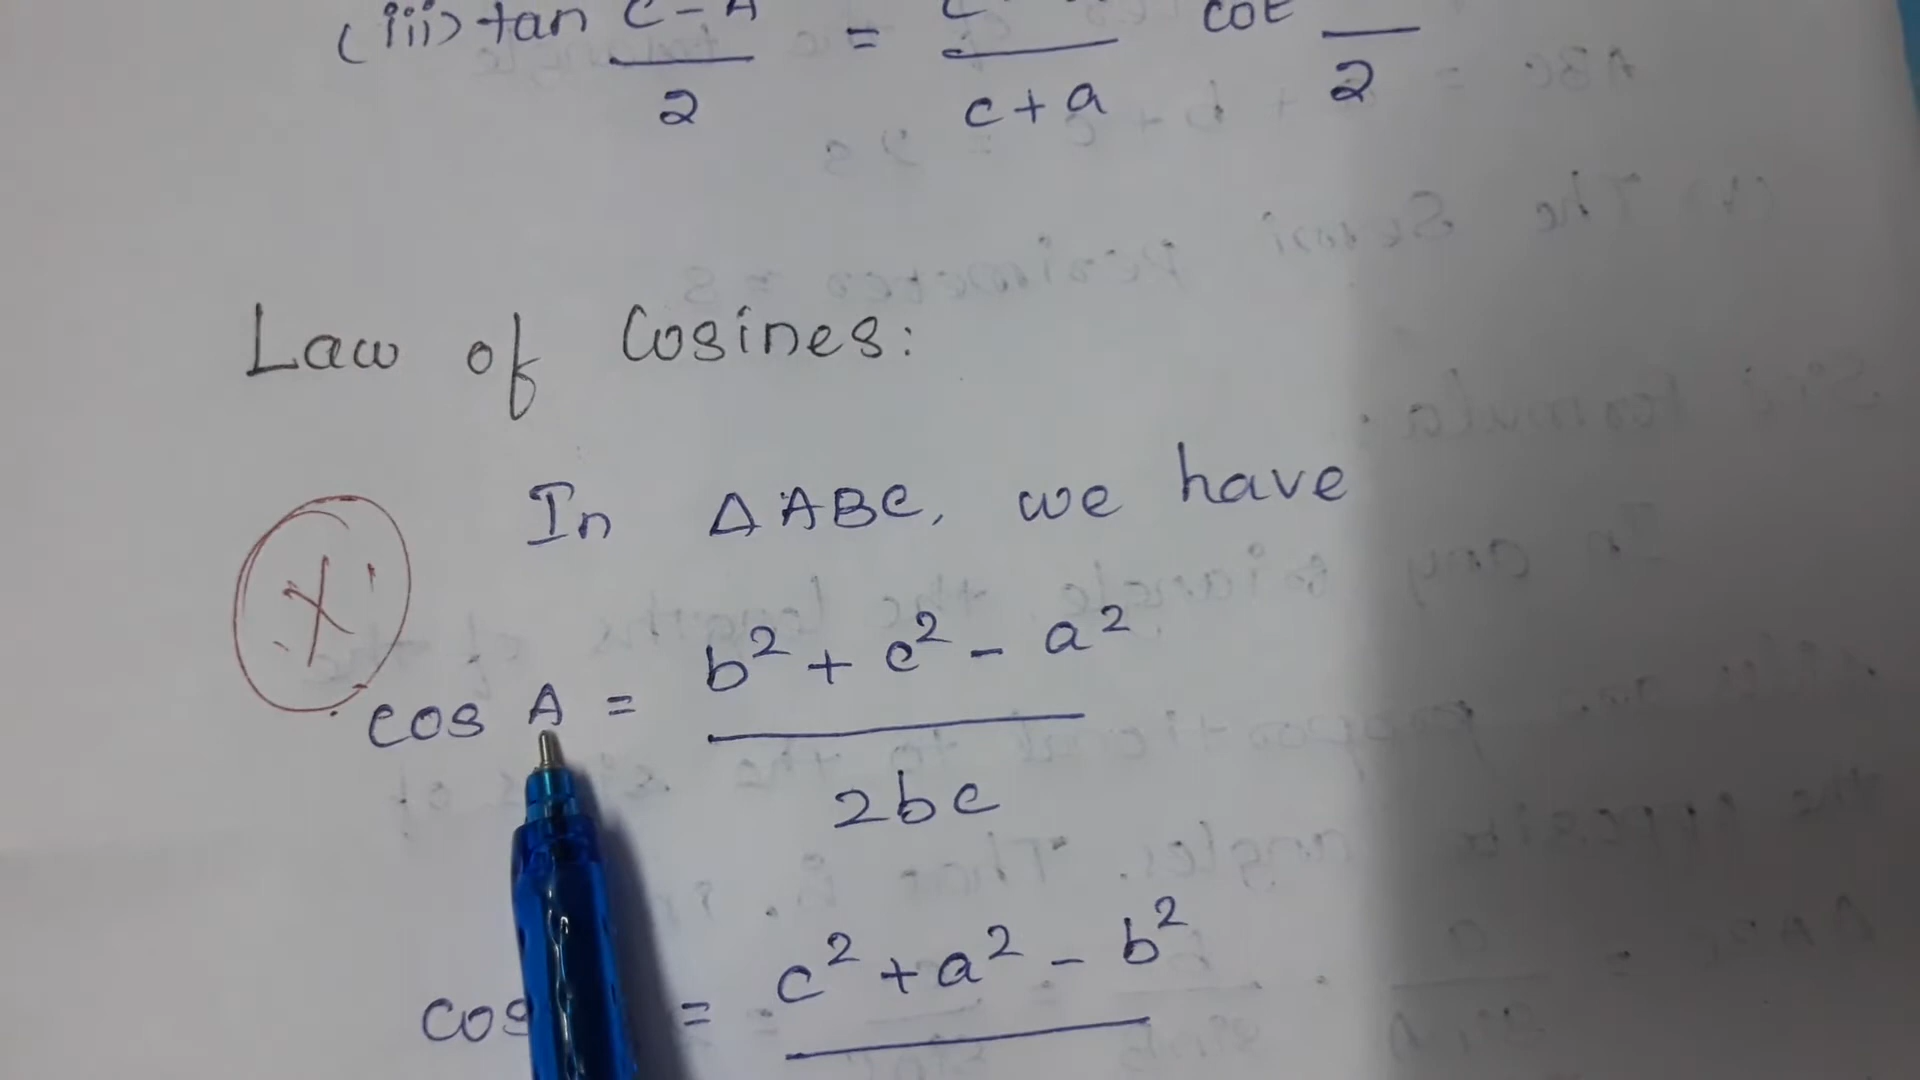 (iii) tan C-A/2 = /c+a cot /2
Law of Cosines:
In ΔABC, we have
X
cos A = b²+c²-a²/2bc
cos = c²+a²-b²